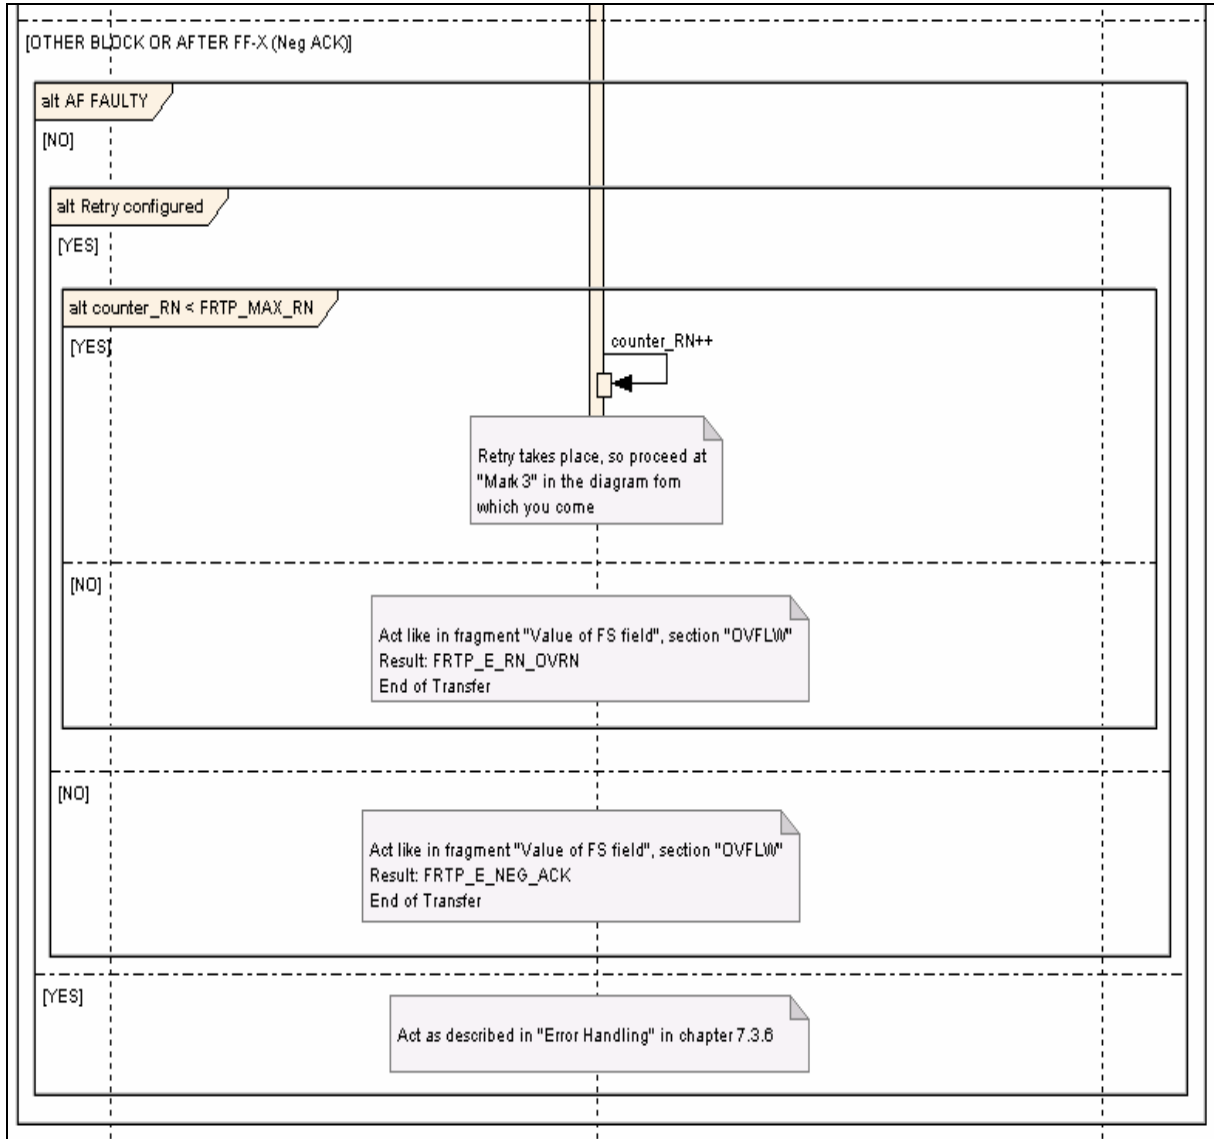 [OTHER BLOCK OR AFTER FF-X (Neg ACK)]
alt AF FAULTY
[NO]
alt Retry configured
[YES]
alt counter_RN < FRTP_MAX_RN
[YES]
counter_RN++
Retry takes place, so proceed at
"Mark 3" in the diagram fom
which you come
[NO]
Act like in fragment "Value of FS field", section "OVFLW"
Result: FRTP_E_RN_OVRN
End of Transfer
[NO]
Act like in fragment "Value of FS field", section "OVFLW"
Result: FRTP_E_NEG_ACK
End of Transfer
[YES]
Act as described in "Error Handling" in chapter 7.3.6